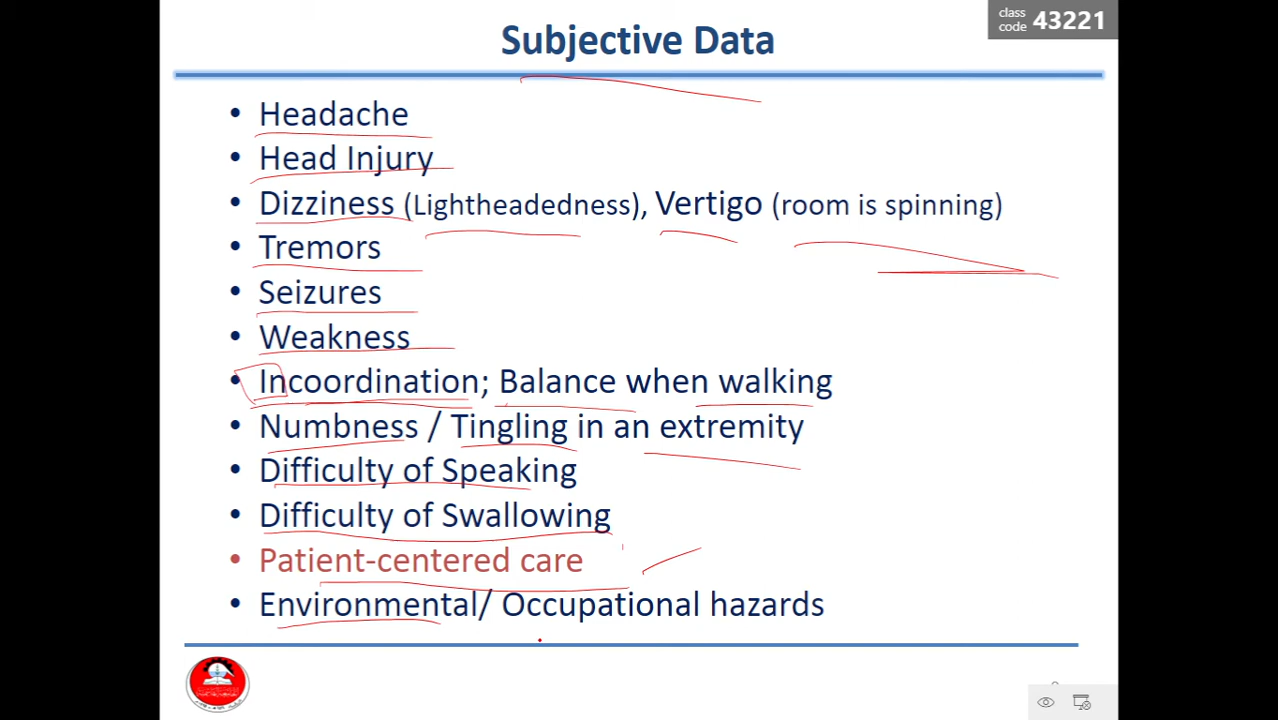 class
code 43221
Subjective Data
• Headache
• Head Injury
• Dizziness (Lightheadedness), Vertigo (room is spinning)
• Tremors
• Seizures
• Weakness
• Incoordination; Balance when walking
• Numbness / Tingling in an extremity
• Difficulty of Speaking
• Difficulty of Swallowing
• Patient-centered care
• Environmental/ Occupational hazards